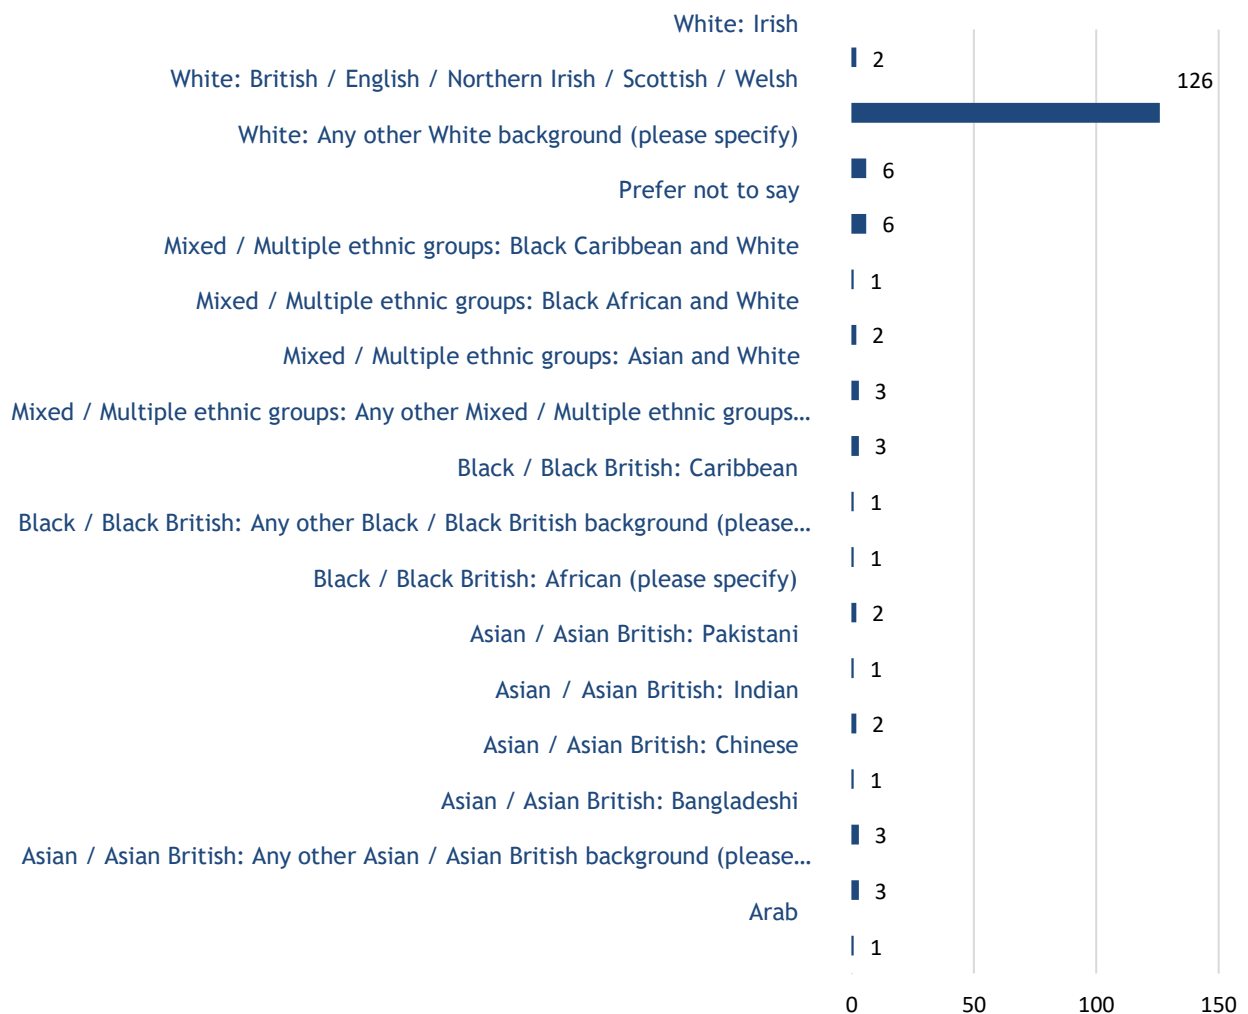 White: Irish
2
White: British / English / Northern Irish / Scottish / Welsh
126
White: Any other White background (please specify)
6
Prefer not to say
6
Mixed / Multiple ethnic groups: Black Caribbean and White
1
Mixed / Multiple ethnic groups: Black African and White
2
Mixed / Multiple ethnic groups: Asian and White
3
Mixed / Multiple ethnic groups: Any other Mixed / Multiple ethnic groups…
3
Black / Black British: Caribbean
1
Black / Black British: Any other Black / Black British background (please…
1
Black / Black British: African (please specify)
2
Asian / Asian British: Pakistani
1
Asian / Asian British: Indian
2
Asian / Asian British: Chinese
1
Asian / Asian British: Bangladeshi
3
Asian / Asian British: Any other Asian / Asian British background (please…
3
Arab
1
0 50 100 150